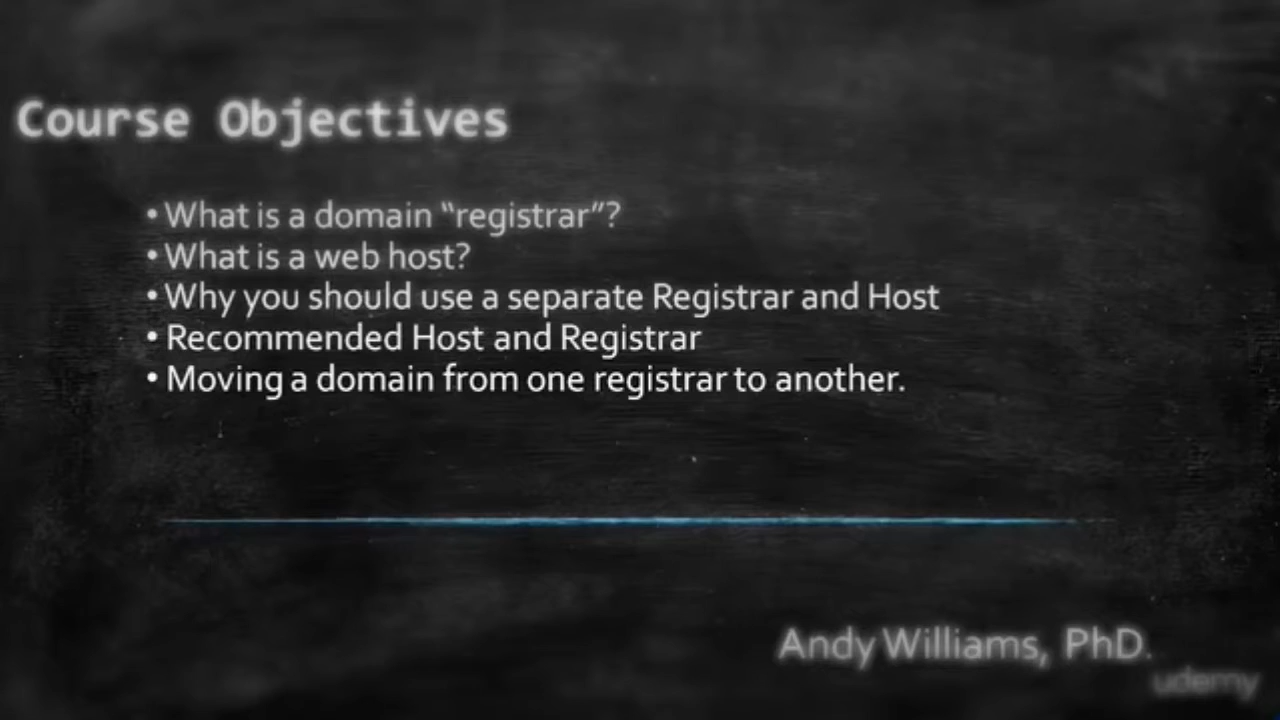 Course Objectives
• What is a domain “registrar”?
• What is a web host?
• Why you should use a separate Registrar and Host
• Recommended Host and Registrar
• Moving a domain from one registrar to another.
Andy Williams, PhD.
udemy